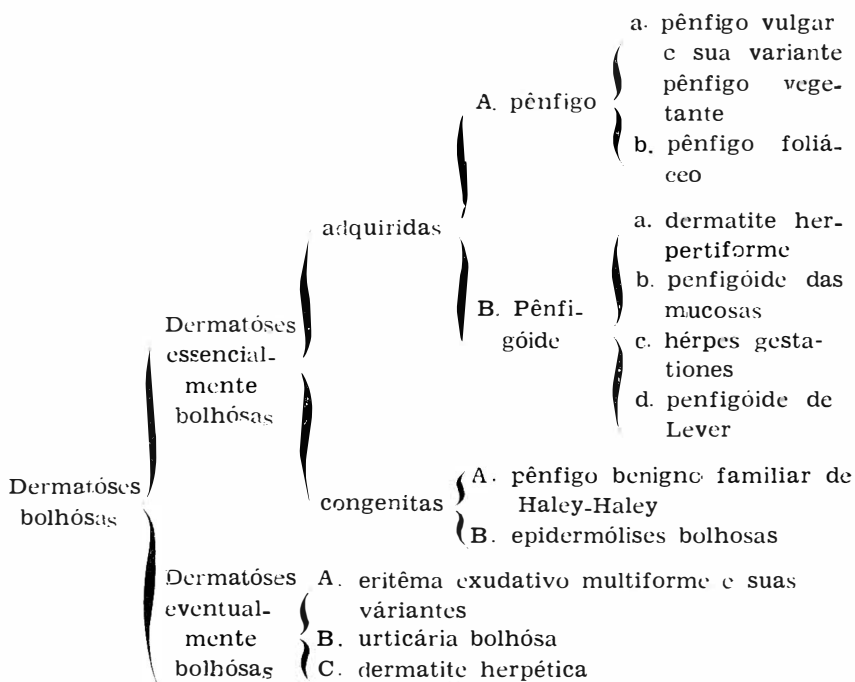 a. pênfigo vulgar
e sua variante
pênfigo vege-
tante
A. pênfigo
b. pênfigo foliá-
ceo
adquiridas
a. dermatite her-
pertiforme
b. penfigóide das
mucosas
B. Pênfi-
góide
c. hérpes gesta-
tiones
d. penfigóide de
Lever
Dermatóses
essencial-
mente
bolhósas
Dermatóses
bolhósas
congenitas
A. pênfigo benigno familiar de
Haley-Haley
B. epidermólises bolhosas
Dermatóses
eventual-
mente
bolhósas
A. eritêma exudativo multiforme e suas
váriantes
B. urticária bolhósa
C. dermatite herpética